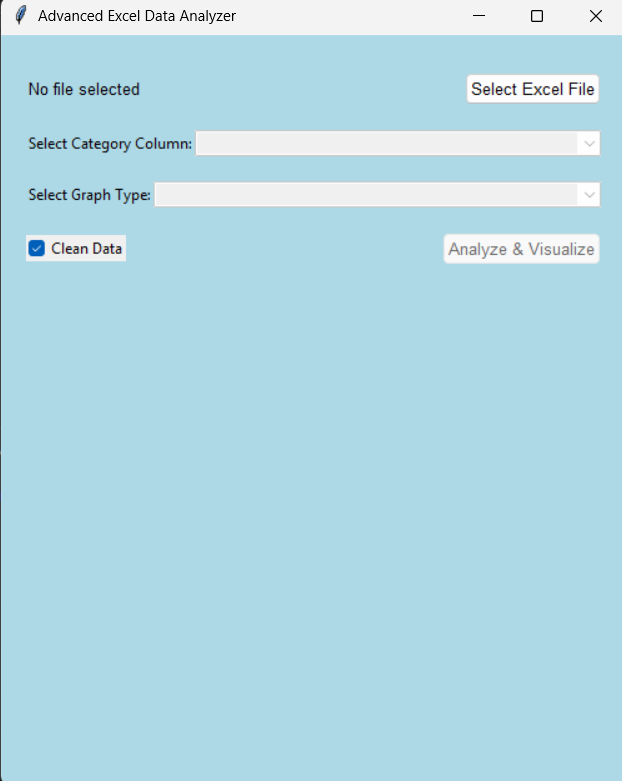 Advanced Excel Data Analyzer
No file selected
Select Excel File
Select Category Column:
Select Graph Type:
Clean Data
Analyze & Visualize